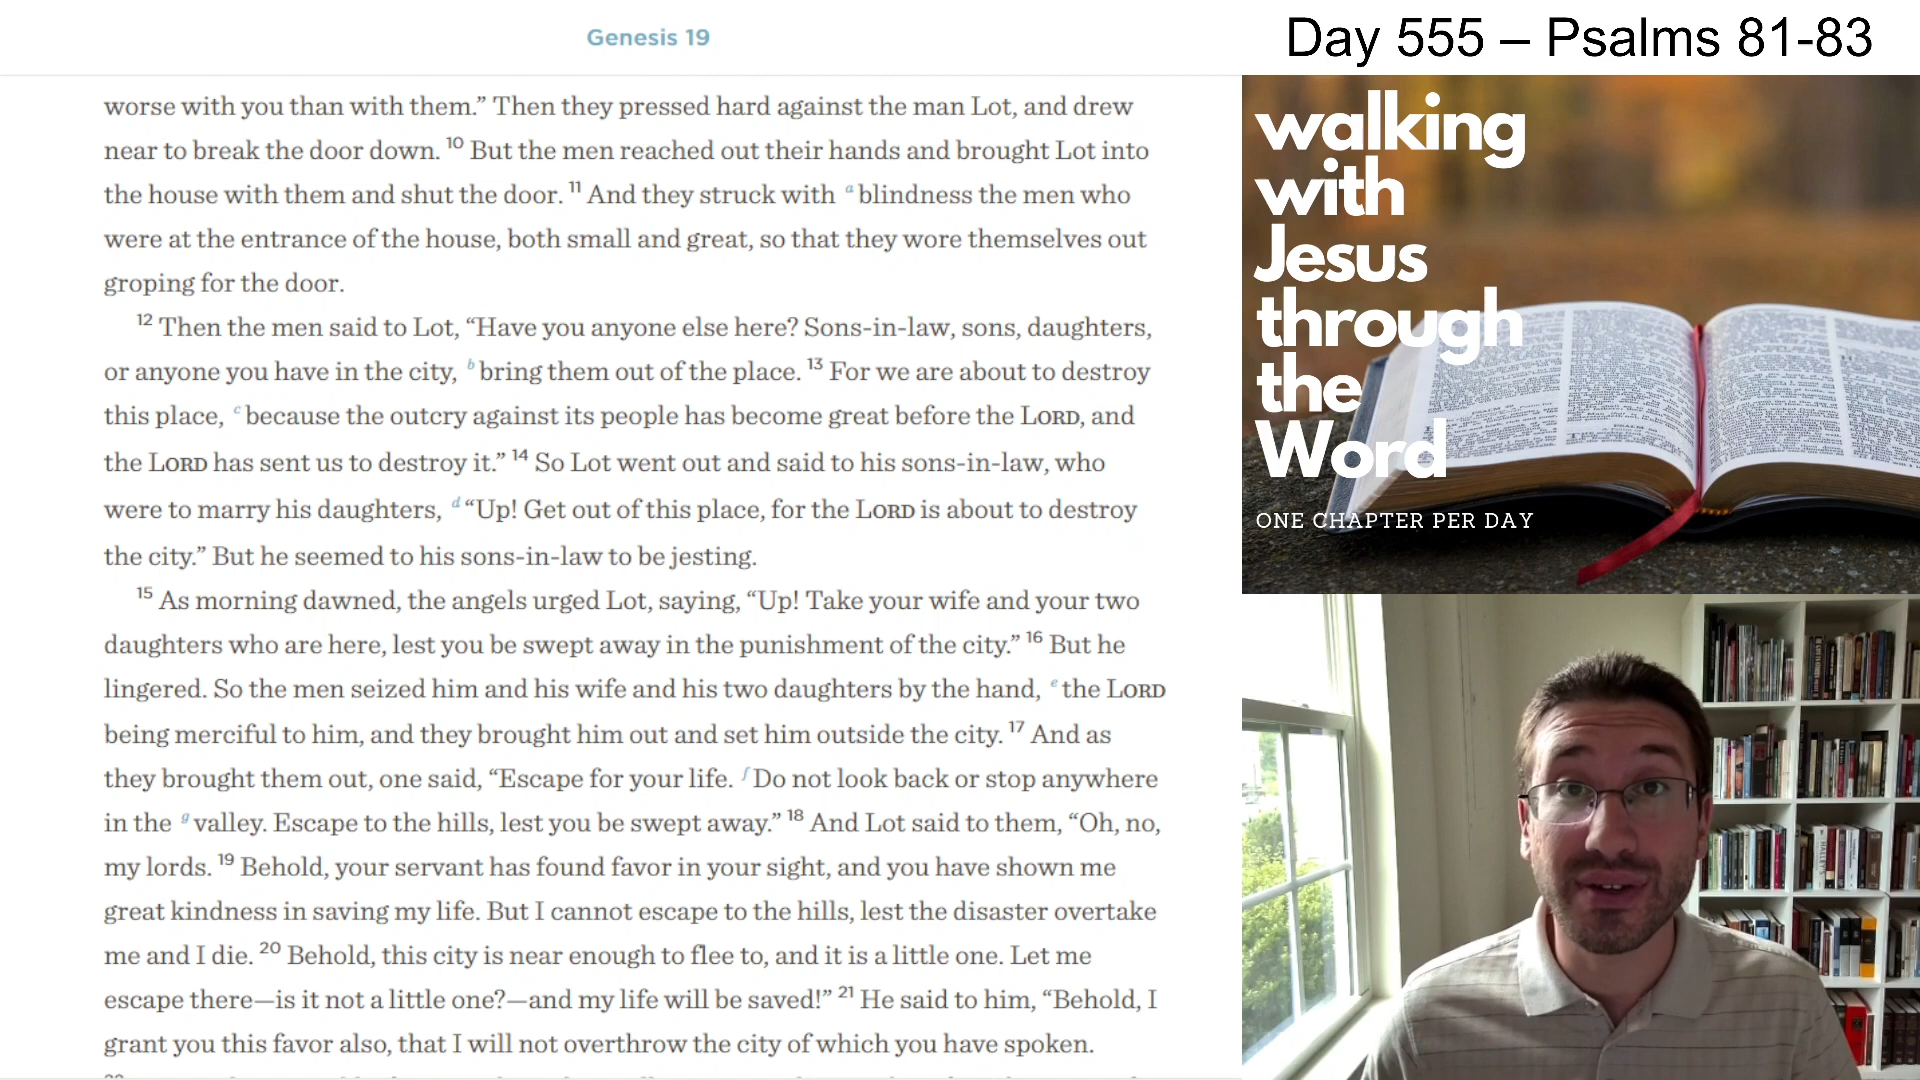 Genesis 19
Day 555 – Psalms 81-83
worse with you than with them.” Then they pressed hard against the man Lot, and drew
near to break the door down. 10 But the men reached out their hands and brought Lot into
the house with them and shut the door. 11 And they struck with a blindness the men who
were at the entrance of the house, both small and great, so that they wore themselves out
groping for the door.
12 Then the men said to Lot, “Have you anyone else here? Sons-in-law, sons, daughters,
or anyone you have in the city, b bring them out of the place. 13 For we are about to destroy
this place, c because the outcry against its people has become great before the LORD, and
the LORD has sent us to destroy it.” 14 So Lot went out and said to his sons-in-law, who
were to marry his daughters, d “Up! Get out of this place, for the LORD is about to destroy
the city.” But he seemed to his sons-in-law to be jesting.
15 As morning dawned, the angels urged Lot, saying, “Up! Take your wife and your two
daughters who are here, lest you be swept away in the punishment of the city.” 16 But he
lingered. So the men seized him and his wife and his two daughters by the hand, e the LORD
being merciful to him, and they brought him out and set him outside the city. 17 And as
they brought them out, one said, “Escape for your life. f Do not look back or stop anywhere
in the g valley. Escape to the hills, lest you be swept away.” 18 And Lot said to them, “Oh, no,
my lords. 19 Behold, your servant has found favor in your sight, and you have shown me
great kindness in saving my life. But I cannot escape to the hills, lest the disaster overtake
me and I die. 20 Behold, this city is near enough to flee to, and it is a little one. Let me
escape there—is it not a little one?—and my life will be saved!” 21 He said to him, “Behold, I
grant you this favor also, that I will not overthrow the city of which you have spoken.
walking
with
Jesus
through
the
Word
ONE CHAPTER PER DAY